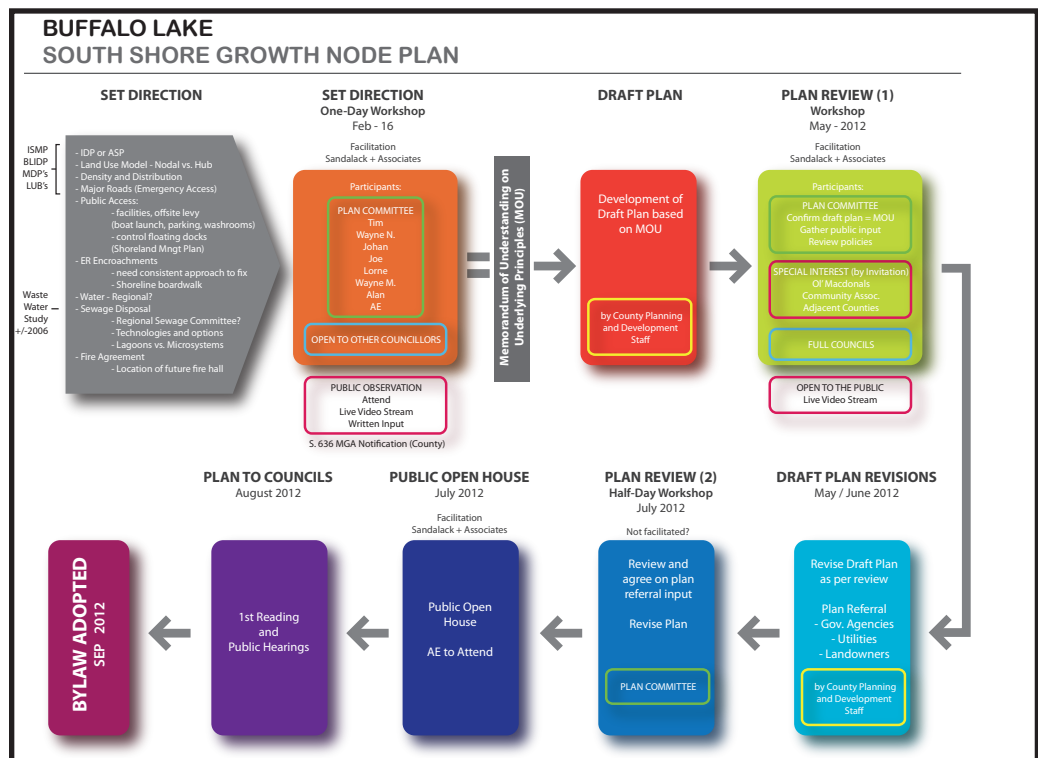 BUFFALO LAKE
SOUTH SHORE GROWTH NODE PLAN
SET DIRECTION
ISMP
BLIDP
MDP's
LUB's
Waste
Water
Study
+/-2006
- IDP or ASP
- Land Use Model - Nodal vs. Hub
- Density and Distribution
- Major Roads (Emergency Access)
- Public Access:
- facilities, offsite levy
(boat launch, parking, washrooms)
- control floating docks
(Shoreland Mngt Plan)
- ER Encroachments
- need consistent approach to fix
- Shoreline boardwalk
- Water - Regional?
- Sewage Disposal
- Regional Sewage Committee?
- Technologies and options
- Lagoons vs. Microsystems
- Fire Agreement
- Location of future fire hall
SET DIRECTION
One-Day Workshop
Feb - 16
Facilitation
Sandalack + Associates
Participants:
PLAN COMMITTEE
Tim
Wayne N.
Johan
Joe
Lorne
Wayne M.
Alan
AE
OPEN TO OTHER COUNCILLORS
PUBLIC OBSERVATION
Attend
Live Video Stream
Written Input
S. 636 MGA Notification (County)
Memorandum of Understanding on
Underlying Principles (MOU)
DRAFT PLAN
Development of
Draft Plan based
on MOU
by County Planning
and Development
Staff
PLAN REVIEW (1)
Workshop
May - 2012
Facilitation
Sandalack + Associates
Participants:
PLAN COMMITTEE
Confirm draft plan = MOU
Gather public input
Review policies
SPECIAL INTEREST (by Invitation)
Ol' Macdonals
Community Assoc.
Adjacent Counties
FULL COUNCILS
OPEN TO THE PUBLIC
Live Video Stream
DRAFT PLAN REVISIONS
May / June 2012
Revise Draft Plan
as per review
Plan Referral
- Gov. Agencies
- Utilities
- Landowners
by County Planning
and Development
Staff
PLAN REVIEW (2)
Half-Day Workshop
July 2012
Not facilitated?
Review and
agree on plan
referral input
Revise Plan
PLAN COMMITTEE
PUBLIC OPEN HOUSE
July 2012
Facilitation
Sandalack + Associates
Public Open
House
AE to Attend
PLAN TO COUNCILS
August 2012
1st Reading
and
Public Hearings
BYLAW ADOPTED
SEP 2012